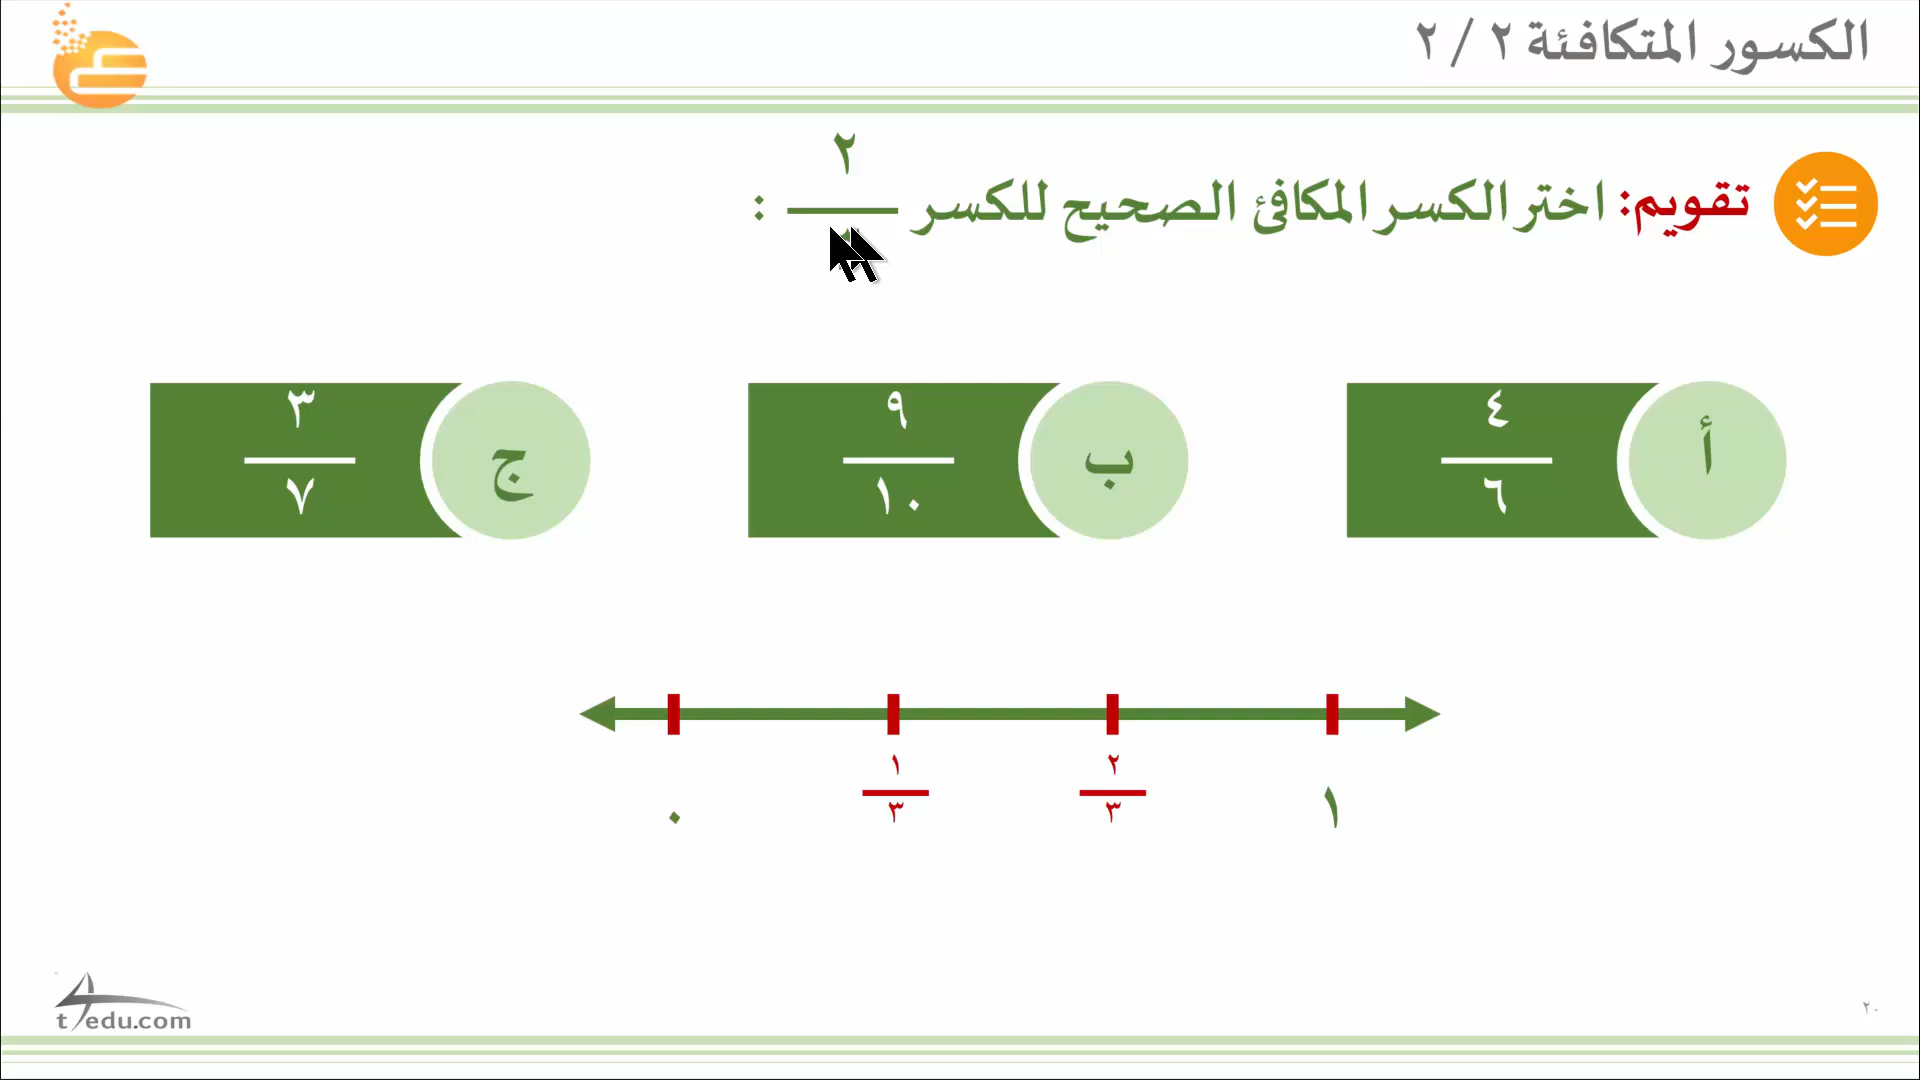 الكسور المتكافئة ٢ / ٢
تقويم: اختر الكسر المكافئ الصحيح للكسر ٢ :
أ
٤
٦
ب
٩
١٠
ج
٣
٧
٠
١
٣
٢
٣
١
t4edu.com
٢٠